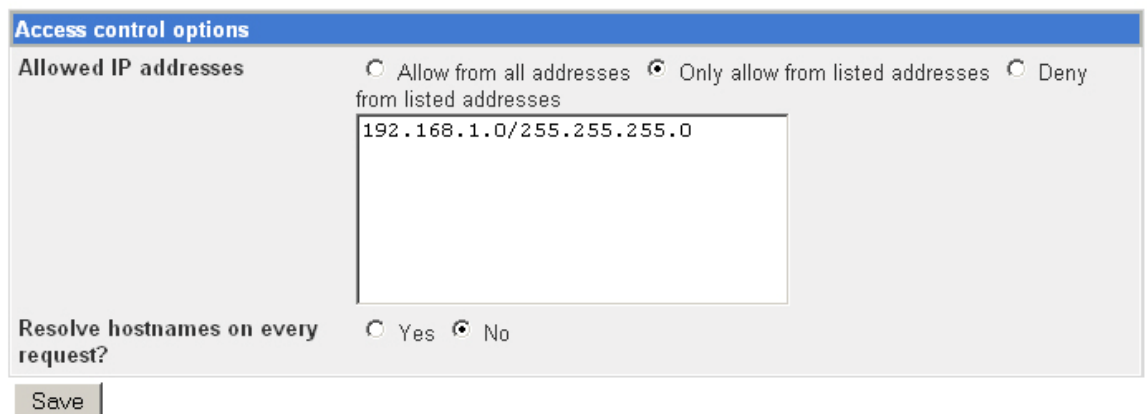 Access control options
Allowed IP addresses
Allow from all addresses Only allow from listed addresses Deny
from listed addresses
192.168.1.0/255.255.255.0
Resolve hostnames on every
request?
Yes No
Save